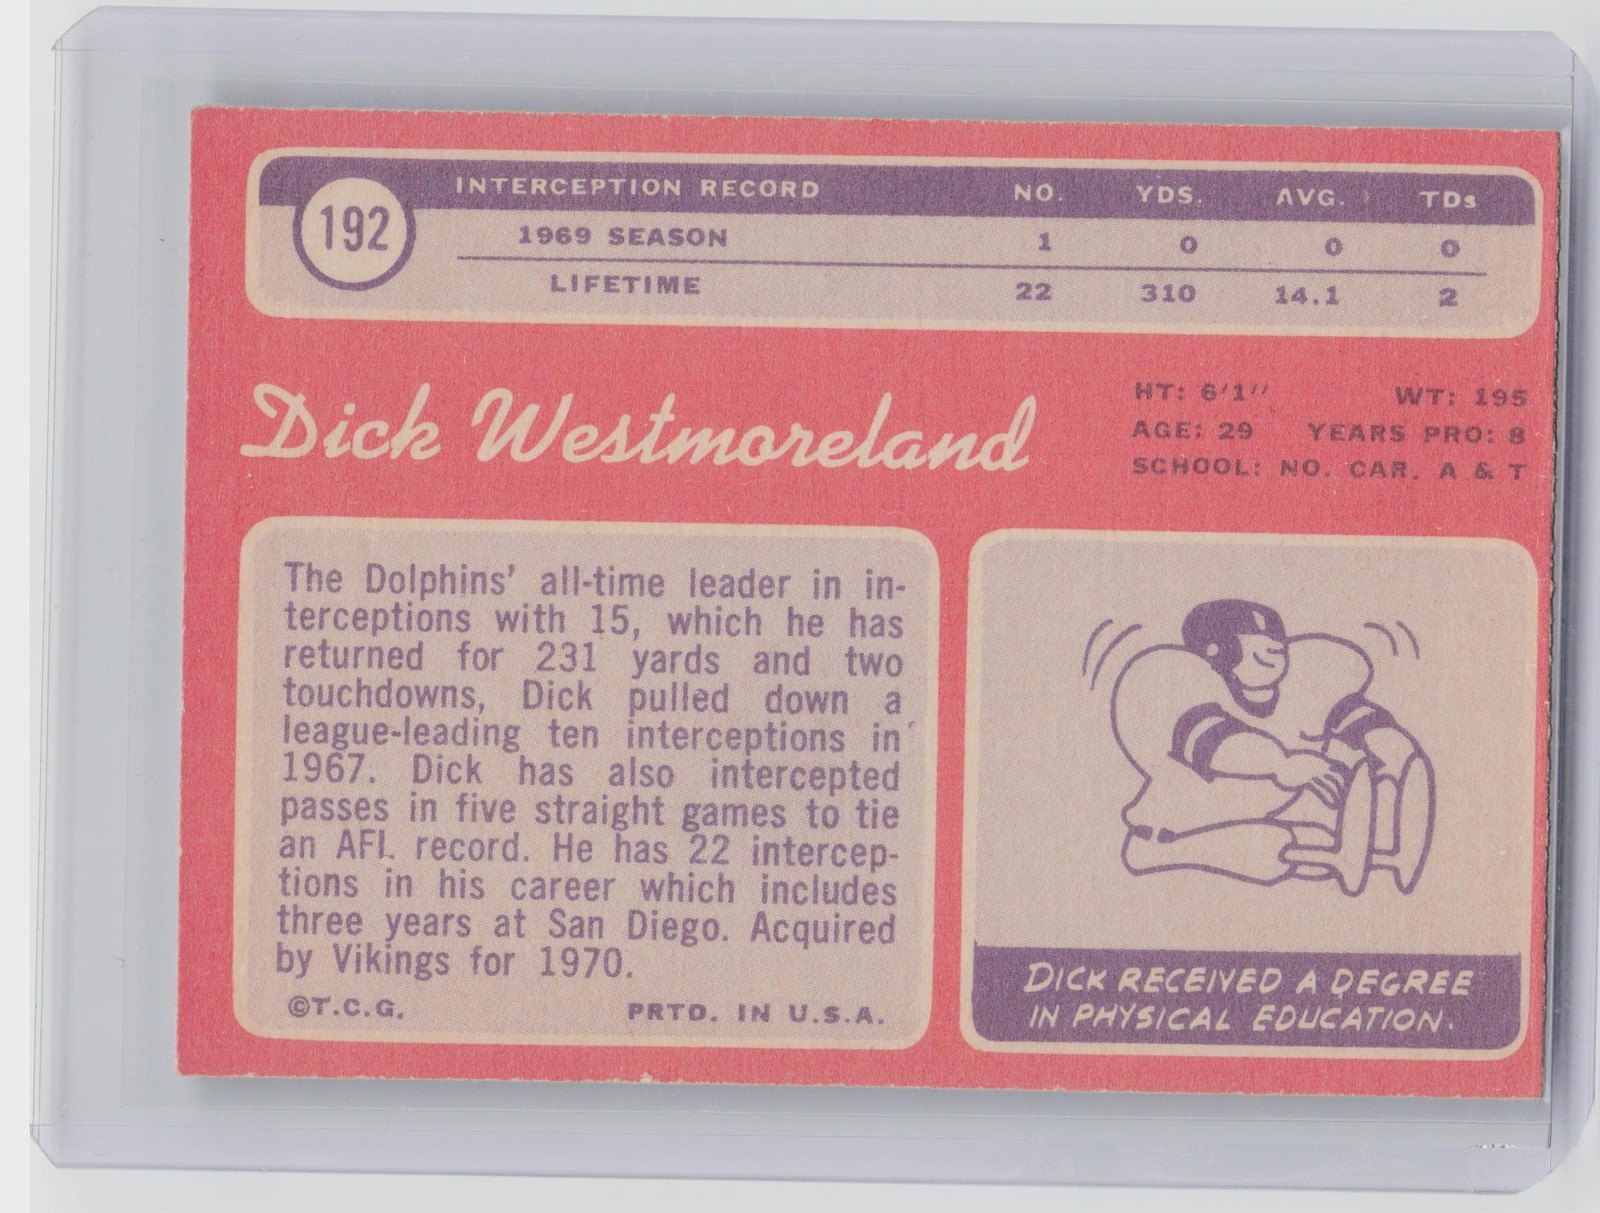 192
INTERCEPTION RECORD NO. YDS. AVG. TDs
1969 SEASON 1 0 0 0
LIFETIME 22 310 14.1 2
Dick Westmoreland
HT: 6'1'' WT: 195
AGE: 29 YEARS PRO: 8
SCHOOL: NO. CAR. A & T
The Dolphins' all-time leader in in-
terceptions with 15, which he has
returned for 231 yards and two
touchdowns, Dick pulled down a
league-leading ten interceptions in
1967. Dick has also intercepted
passes in five straight games to tie
an AFL record. He has 22 intercep-
tions in his career which includes
three years at San Diego. Acquired
by Vikings for 1970.
©T.C.G. PRTD. IN U.S.A.
DICK RECEIVED A DEGREE
IN PHYSICAL EDUCATION.